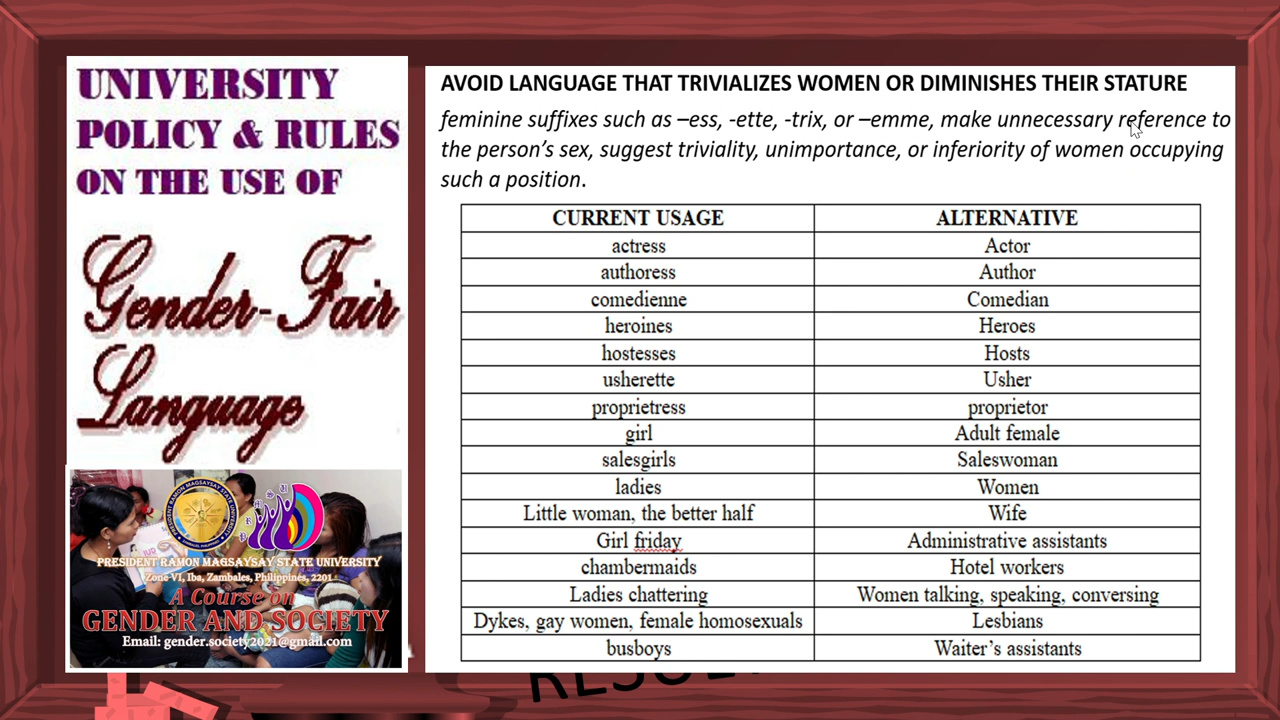 UNIVERSITY
POLICY & RULES
ON THE USE OF
Gender-Fair
Language
PRESIDENT RAMON MAGSAYSAY STATE UNIVERSITY
Zone VI, Iba, Zambales, Philippines, 2201
A Course on
GENDER AND SOCIETY
Email: gender.society2021@gmail.com
AVOID LANGUAGE THAT TRIVIALIZES WOMEN OR DIMINISHES THEIR STATURE
feminine suffixes such as –ess, -ette, -trix, or –emme, make unnecessary reference to
the person's sex, suggest triviality, unimportance, or inferiority of women occupying
such a position.
CURRENT USAGE ALTERNATIVE
actress Actor
authoress Author
comedienne Comedian
heroines Heroes
hostesses Hosts
usherette Usher
proprietress proprietor
girl Adult female
salesgirls Saleswoman
ladies Women
Little woman, the better half Wife
Girl friday Administrative assistants
chambermaids Hotel workers
Ladies chattering Women talking, speaking, conversing
Dykes, gay women, female homosexuals Lesbians
busboys Waiter's assistants